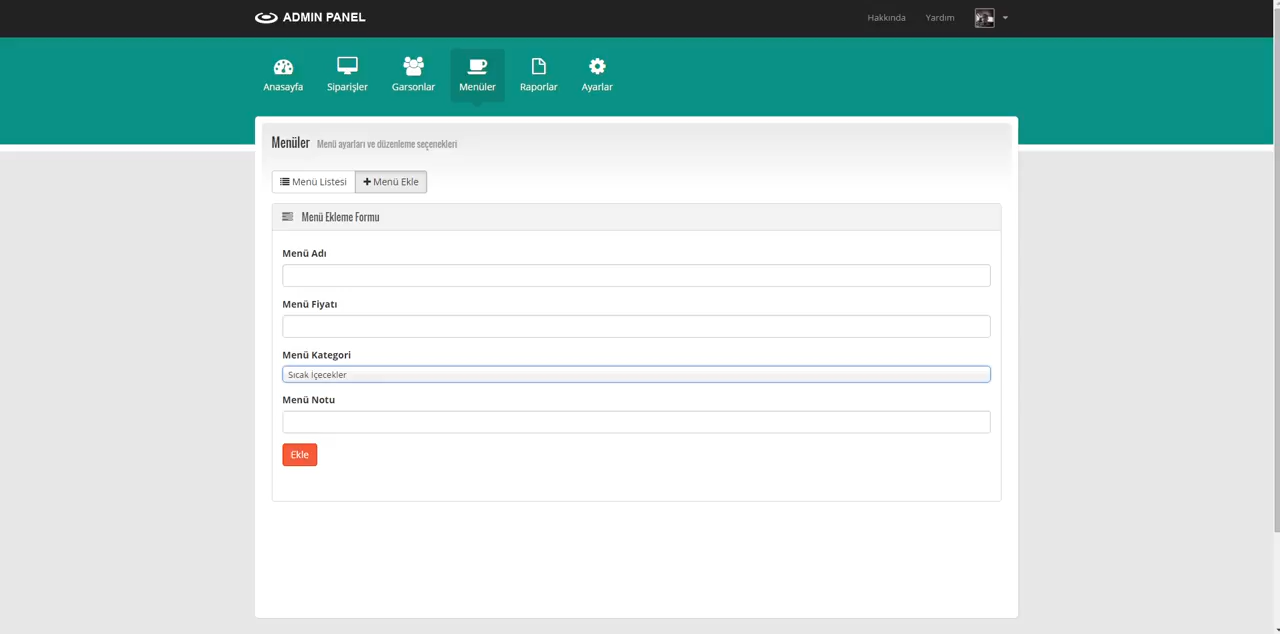 ADMIN PANEL
Hakkında Yardım
Anasayfa Siparişler Garsonlar Menüler Raporlar Ayarlar
Menüler Menü ayarları ve düzenleme seçenekleri
Menü Listesi Menü Ekle
Menü Ekleme Formu
Menü Adı
Menü Fiyatı
Menü Kategori
Sıcak İçecekler
Menü Notu
Ekle